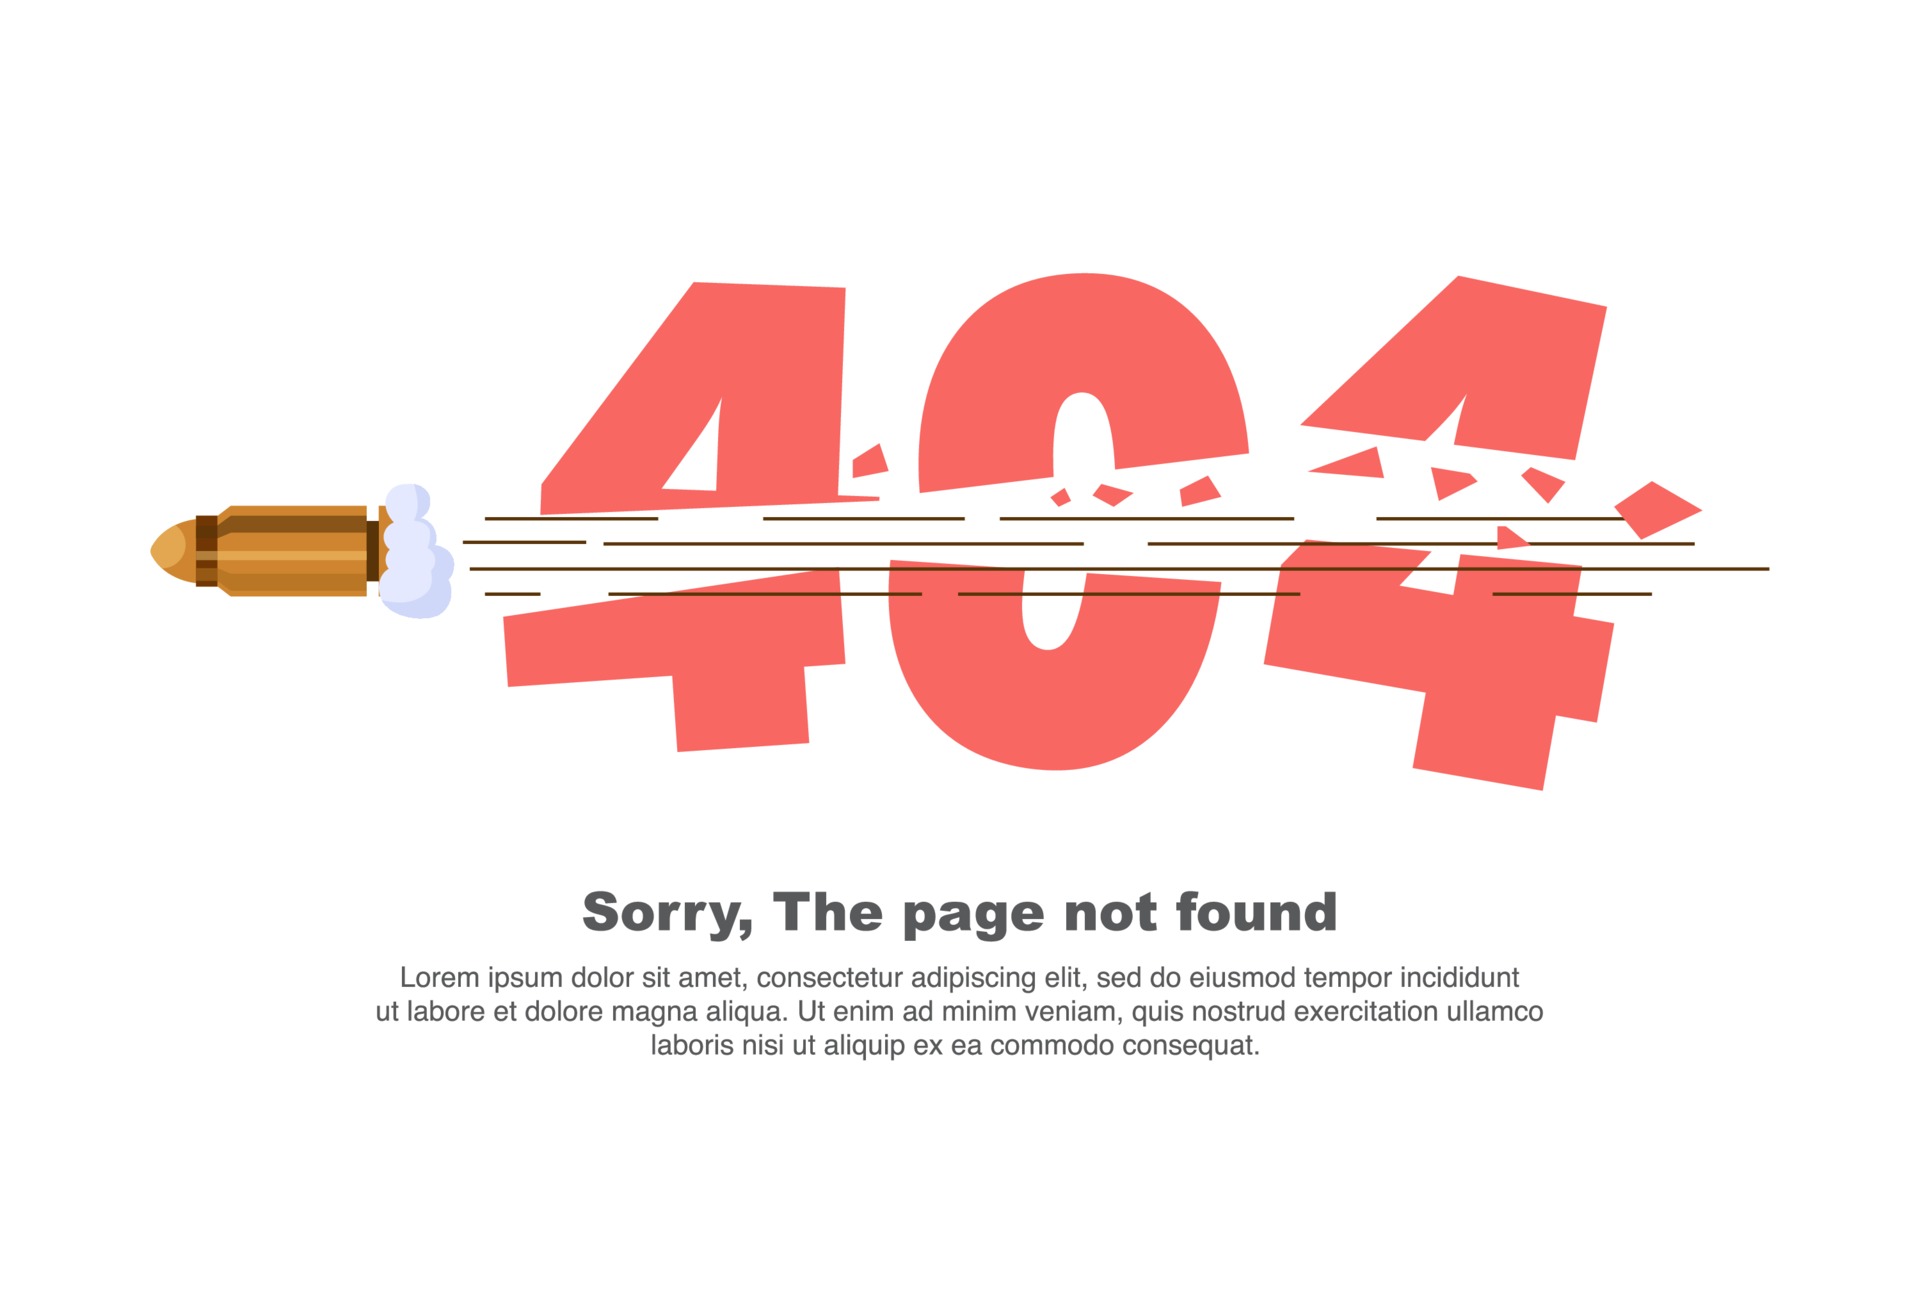 404
Sorry, The page not found
Lorem ipsum dolor sit amet, consectetur adipiscing elit, sed do eiusmod tempor incididunt
ut labore et dolore magna aliqua. Ut enim ad minim veniam, quis nostrud exercitation ullamco
laboris nisi ut aliquip ex ea commodo consequat.